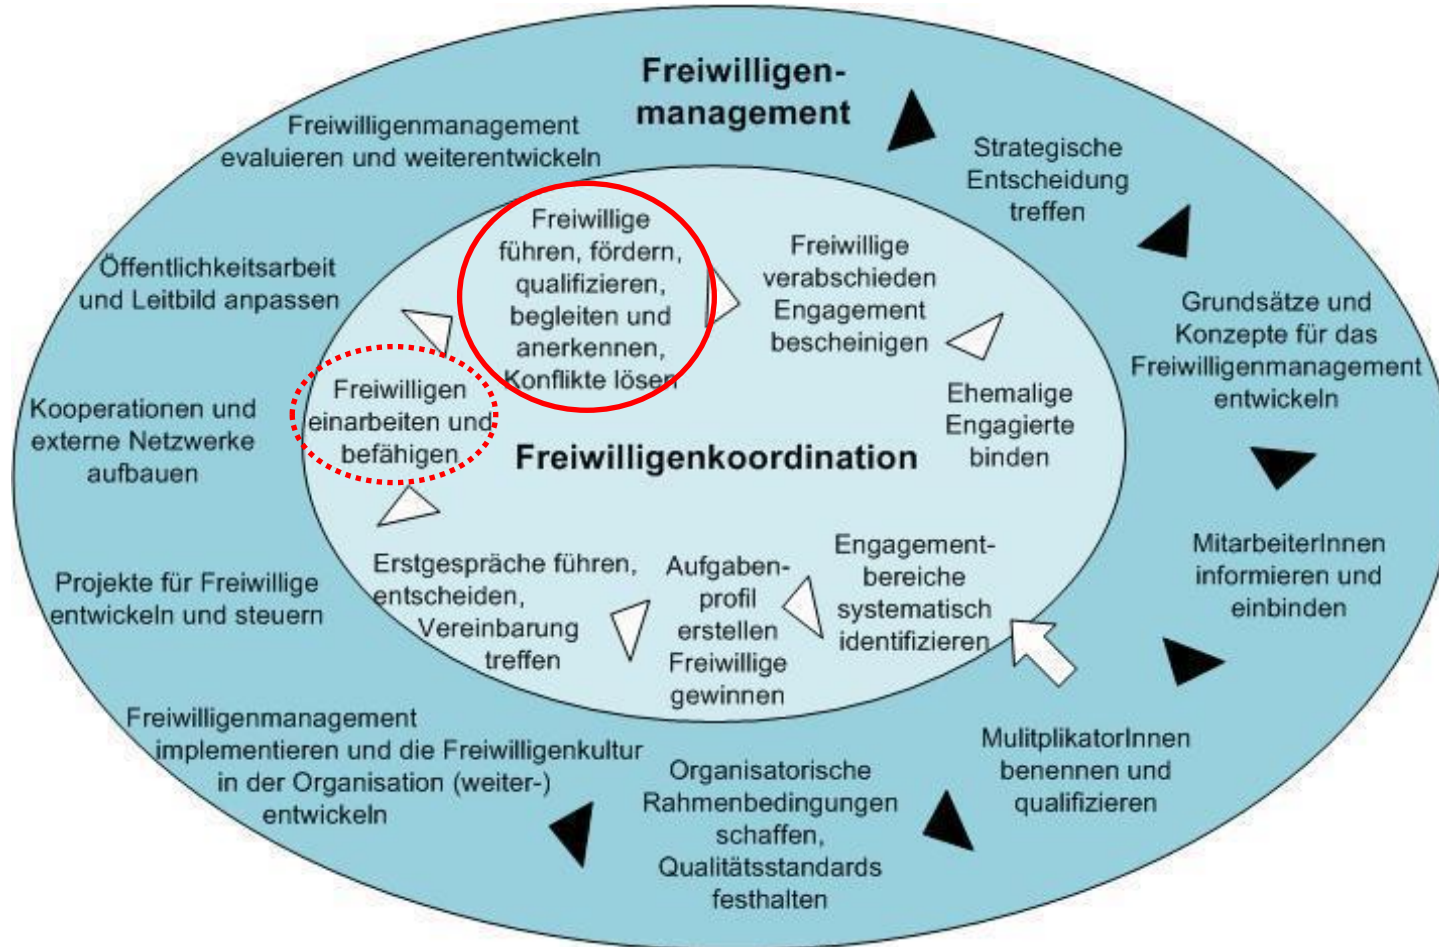 Freiwilligen-
management
Strategische
Entscheidung
treffen
Grundsätze und
Konzepte für das
Freiwilligenmanagement
entwickeln
MitarbeiterInnen
informieren und
einbinden
MulitplikatorInnen
benennen und
qualifizieren
Organisatorische
Rahmenbedingungen
schaffen,
Qualitätsstandards
festhalten
Freiwilligenmanagement
implementieren und die Freiwilligenkultur
in der Organisation (weiter-)
entwickeln
Projekte für Freiwillige
entwickeln und steuern
Kooperationen und
externe Netzwerke
aufbauen
Öffentlichkeitsarbeit
und Leitbild anpassen
Freiwilligenmanagement
evaluieren und weiterentwickeln
Freiwilligenkoordination
Engagement-
bereiche
systematisch
identifizieren
Aufgaben-
profil
erstellen
Freiwillige
gewinnen
Erstgespräche führen,
entscheiden,
Vereinbarung
treffen
Freiwilligen
einarbeiten und
befähigen
Freiwillige
führen, fördern,
qualifizieren,
begleiten und
anerkennen,
Konflikte lösen
Freiwillige
verabschieden
Engagement
bescheinigen
Ehemalige
Engagierte
binden